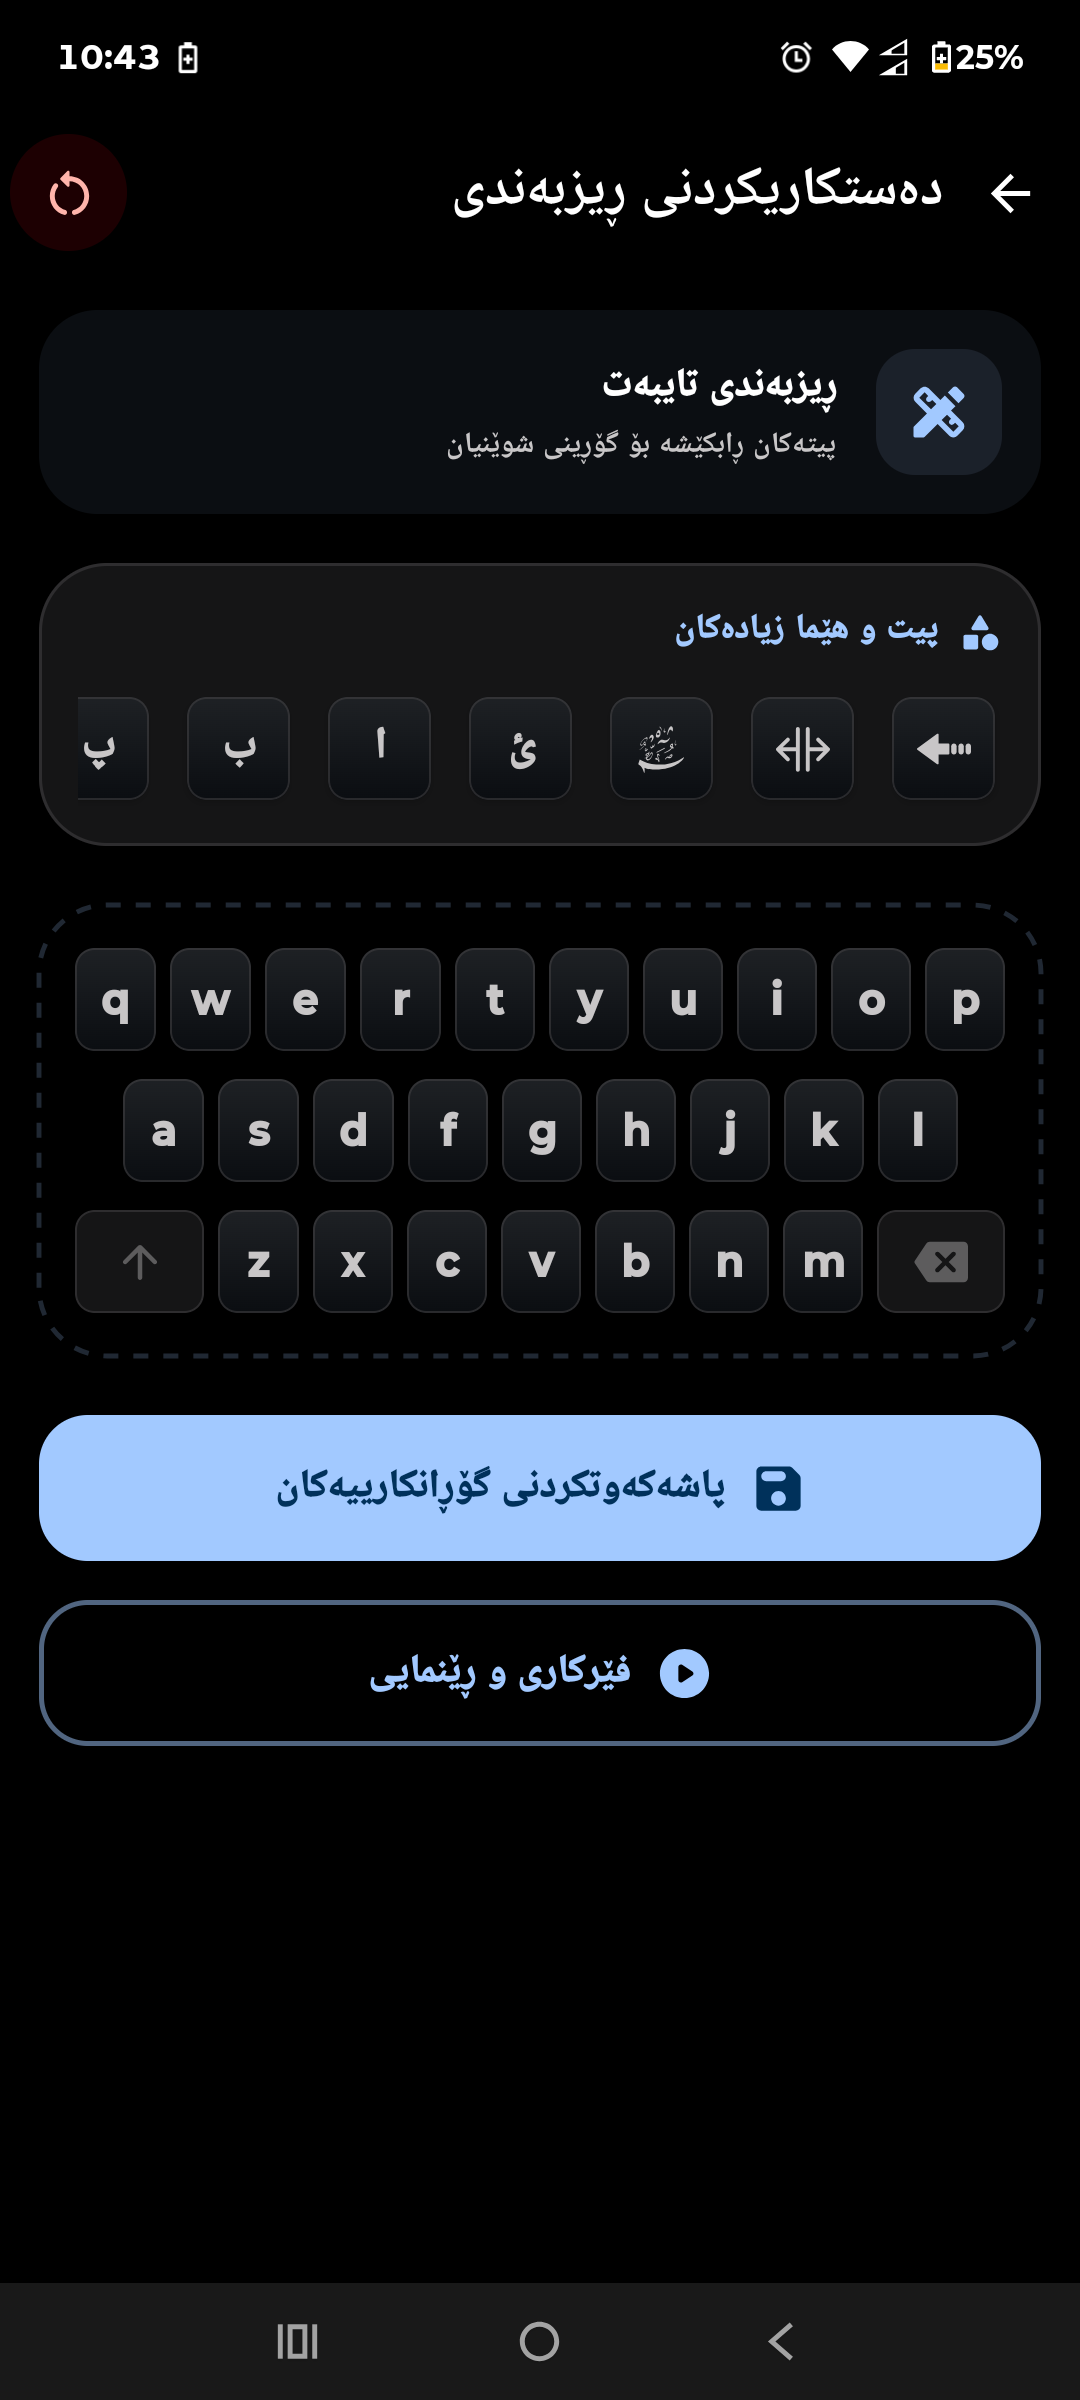 10:43
25%
دەستکاریکردنی ڕیزبەندی
ڕیزبەندی تایبەت
پیتەکان ڕابکێشە بۆ گۆڕینی شوێنیان
پیت و هێما زیادەکان
ئ ا ب پ
q w e r t y u i o p
a s d f g h j k l
z x c v b n m
پاشەکەوتکردنی گۆڕانکارییەکان
فێرکاری و ڕێنمایی